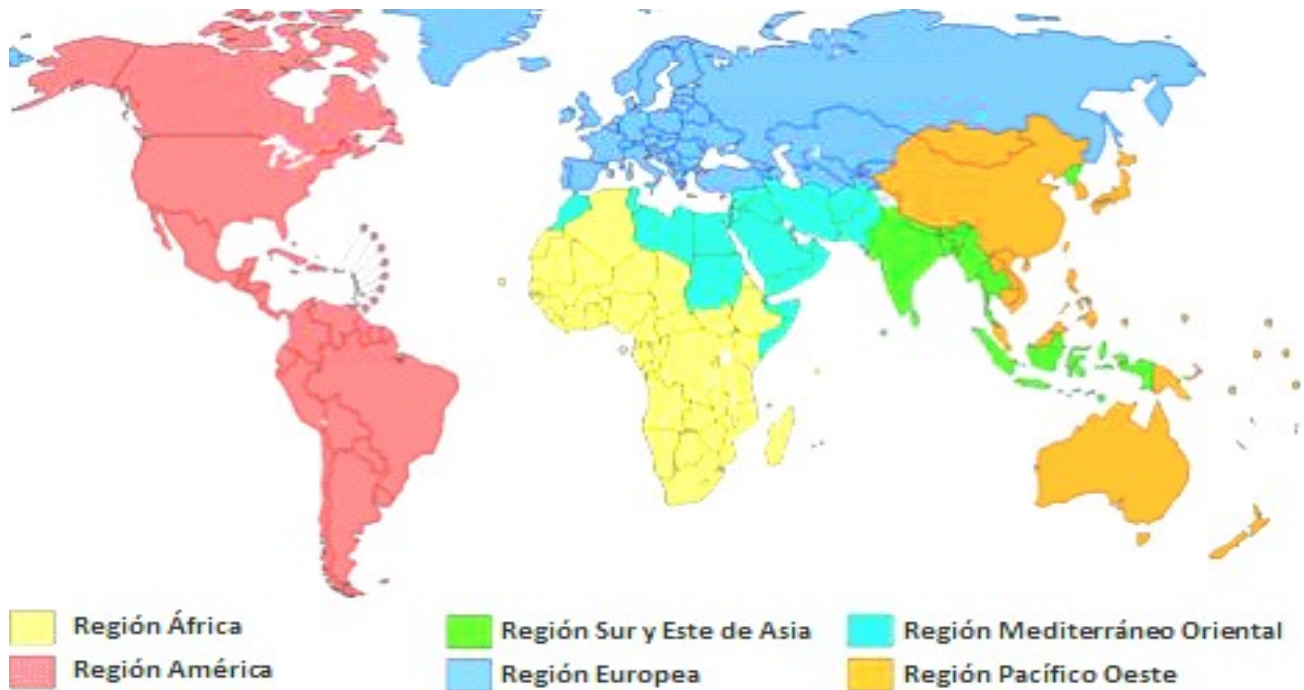 Región África
Región Sur y Este de Asia
Región Mediterráneo Oriental
Región América
Región Europea
Región Pacífico Oeste